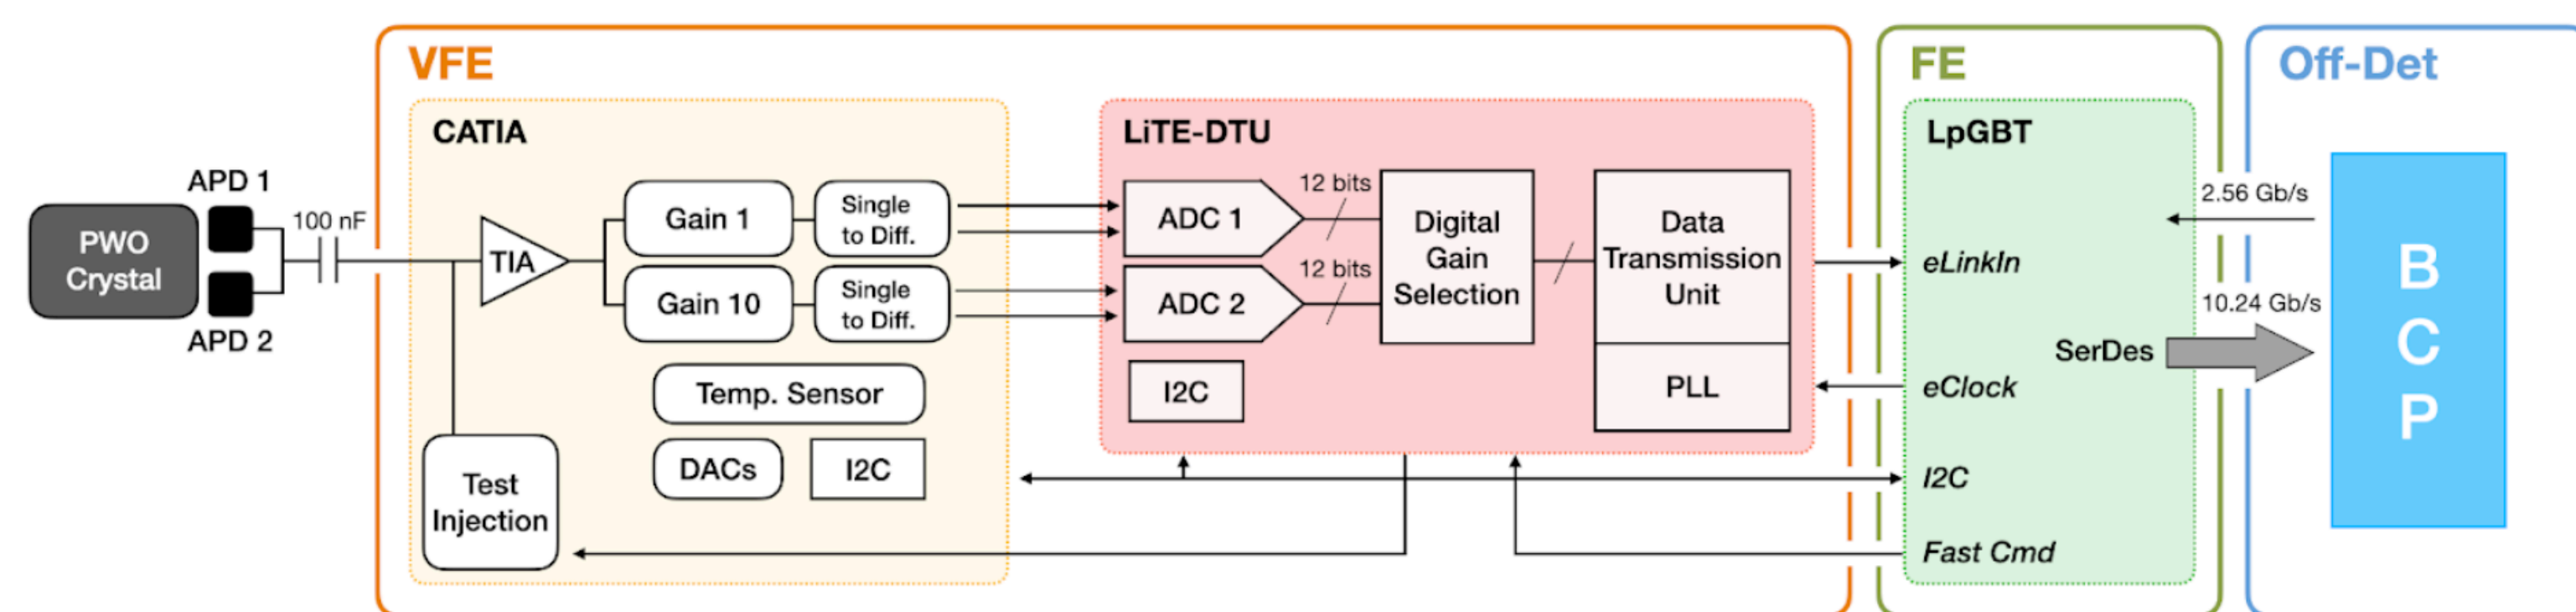 VFE
FE
Off-Det
CATIA
LiTE-DTU
LpGBT
APD 1
APD 2
PWO
Crystal
100 nF
TIA
Gain 1
Single
to Diff.
Gain 10
Single
to Diff.
Temp. Sensor
DACs
I2C
Test
Injection
ADC 1
12 bits
ADC 2
12 bits
I2C
Digital
Gain
Selection
Data
Transmission
Unit
PLL
eLinkIn
SerDes
eClock
I2C
Fast Cmd
2.56 Gb/s
10.24 Gb/s
B
C
P